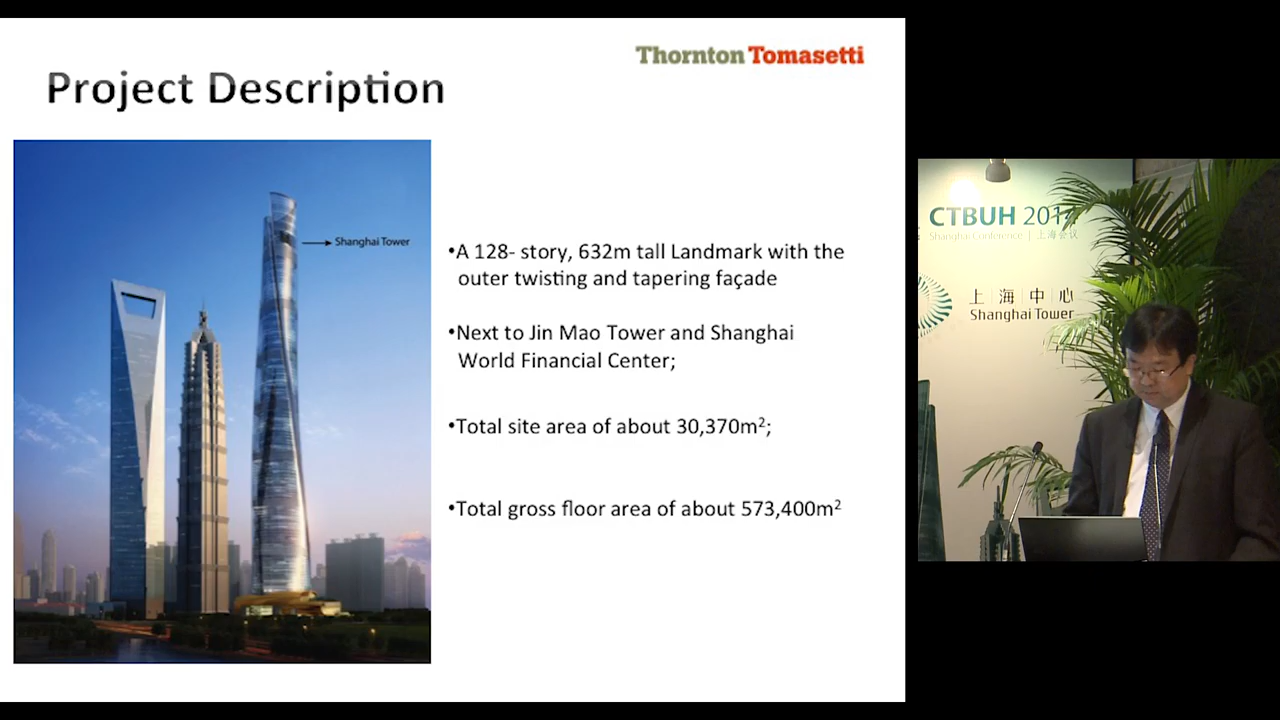 Thornton Tomasetti
Project Description
Shanghai Tower
•A 128- story, 632m tall Landmark with the
outer twisting and tapering façade
•Next to Jin Mao Tower and Shanghai
World Financial Center;
•Total site area of about 30,370m²;
•Total gross floor area of about 573,400m²
CTBUH 2014
Shanghai Conference | 上海会议
上 海 中 心
Shanghai Tower